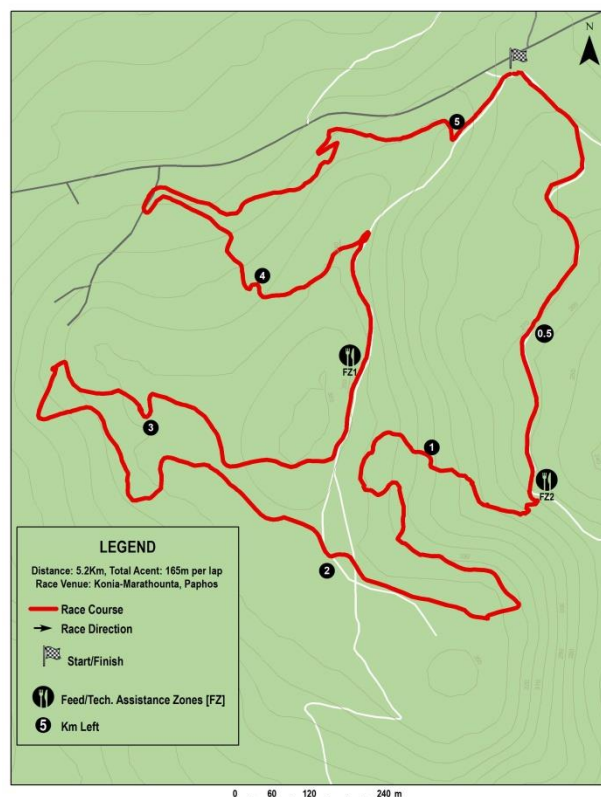 N
5
4
0.5
FZ1
3
1
FZ2
2
LEGEND
Distance: 5.2Km, Total Acent: 165m per lap
Race Venue: Konia-Marathounta, Paphos
Race Course
Race Direction
Start/Finish
Feed/Tech. Assistance Zones [FZ]
5 Km Left
0 60 120 240 m